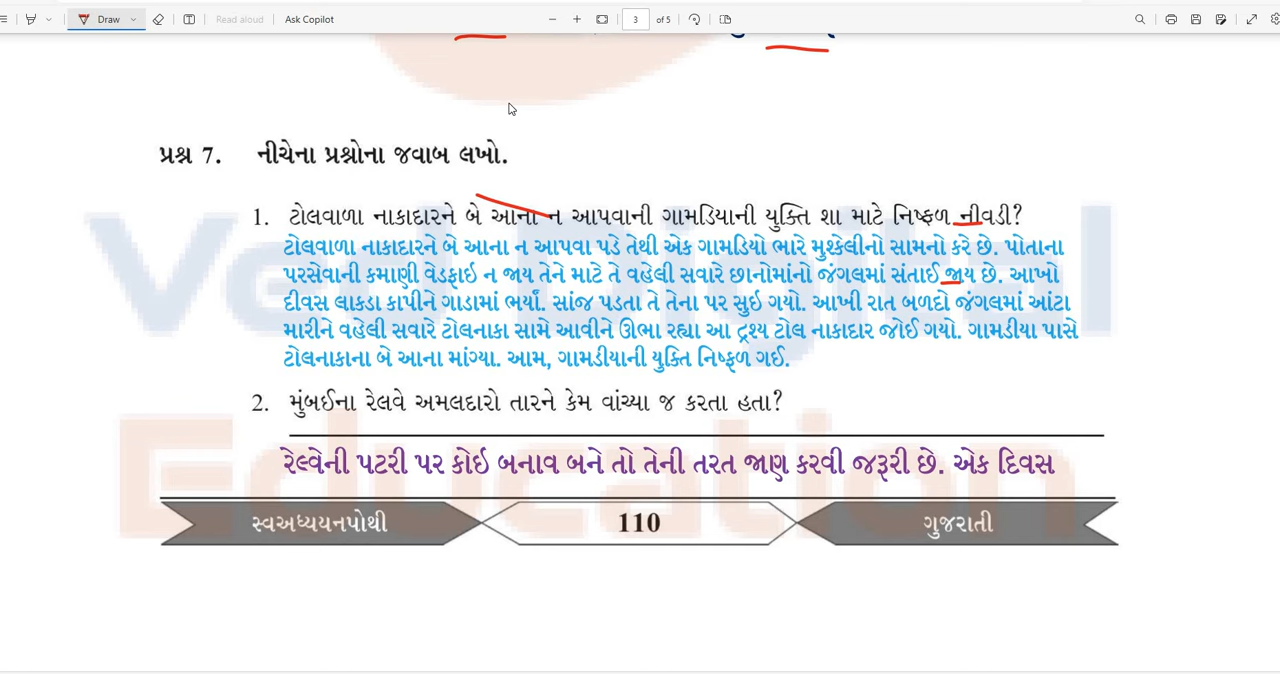 Draw
Read aloud
Ask Copilot
3
of 5
પ્રશ્ન 7. નીચેના પ્રશ્નોના જવાબ લખો.
1. ટોલવાળા નાકાદારને બે આના ન આપવાની ગામડિયાની યુક્તિ શા માટે નિષ્ફળ નીવડી?
ટોલવાળા નાકાદારને બે આના ન આપવા પડે તેથી એક ગામડિયો ભારે મુશ્કેલીનો સામનો કરે છે. પોતાના
પરસેવાની કમાણી વેડફાઇ ન જાય તેને માટે તે વહેલી સવારે છાનોમાંનો જંગલમાં સંતાઈ જાય છે. આખો
દીવસ લાકડા કાપીને ગાડામાં ભર્યાં. સાંજ પડતા તે તેના પર સુઇ ગયો. આખી રાત બળદો જંગલમાં આંટા
મારીને વહેલી સવારે ટોલનાકા સામે આવીને ઊભા રહ્યા આ દ્રશ્ય ટોલ નાકાદાર જોઈ ગયો. ગામડીયા પાસે
ટોલનાકાના બે આના માંગ્યા. આમ, ગામડીયાની યુક્તિ નિષ્ફળ ગઈ.
2. મુંબઈના રેલવે અમલદારો તારને કેમ વાંચ્યા જ કરતા હતા?
રેલ્વેની પટરી પર કોઇ બનાવ બને તો તેની તરત જાણ કરવી જરૂરી છે. એક દિવસ
સ્વઅધ્યયનપોથી
110
ગુજરાતી
Ved Digital
Education